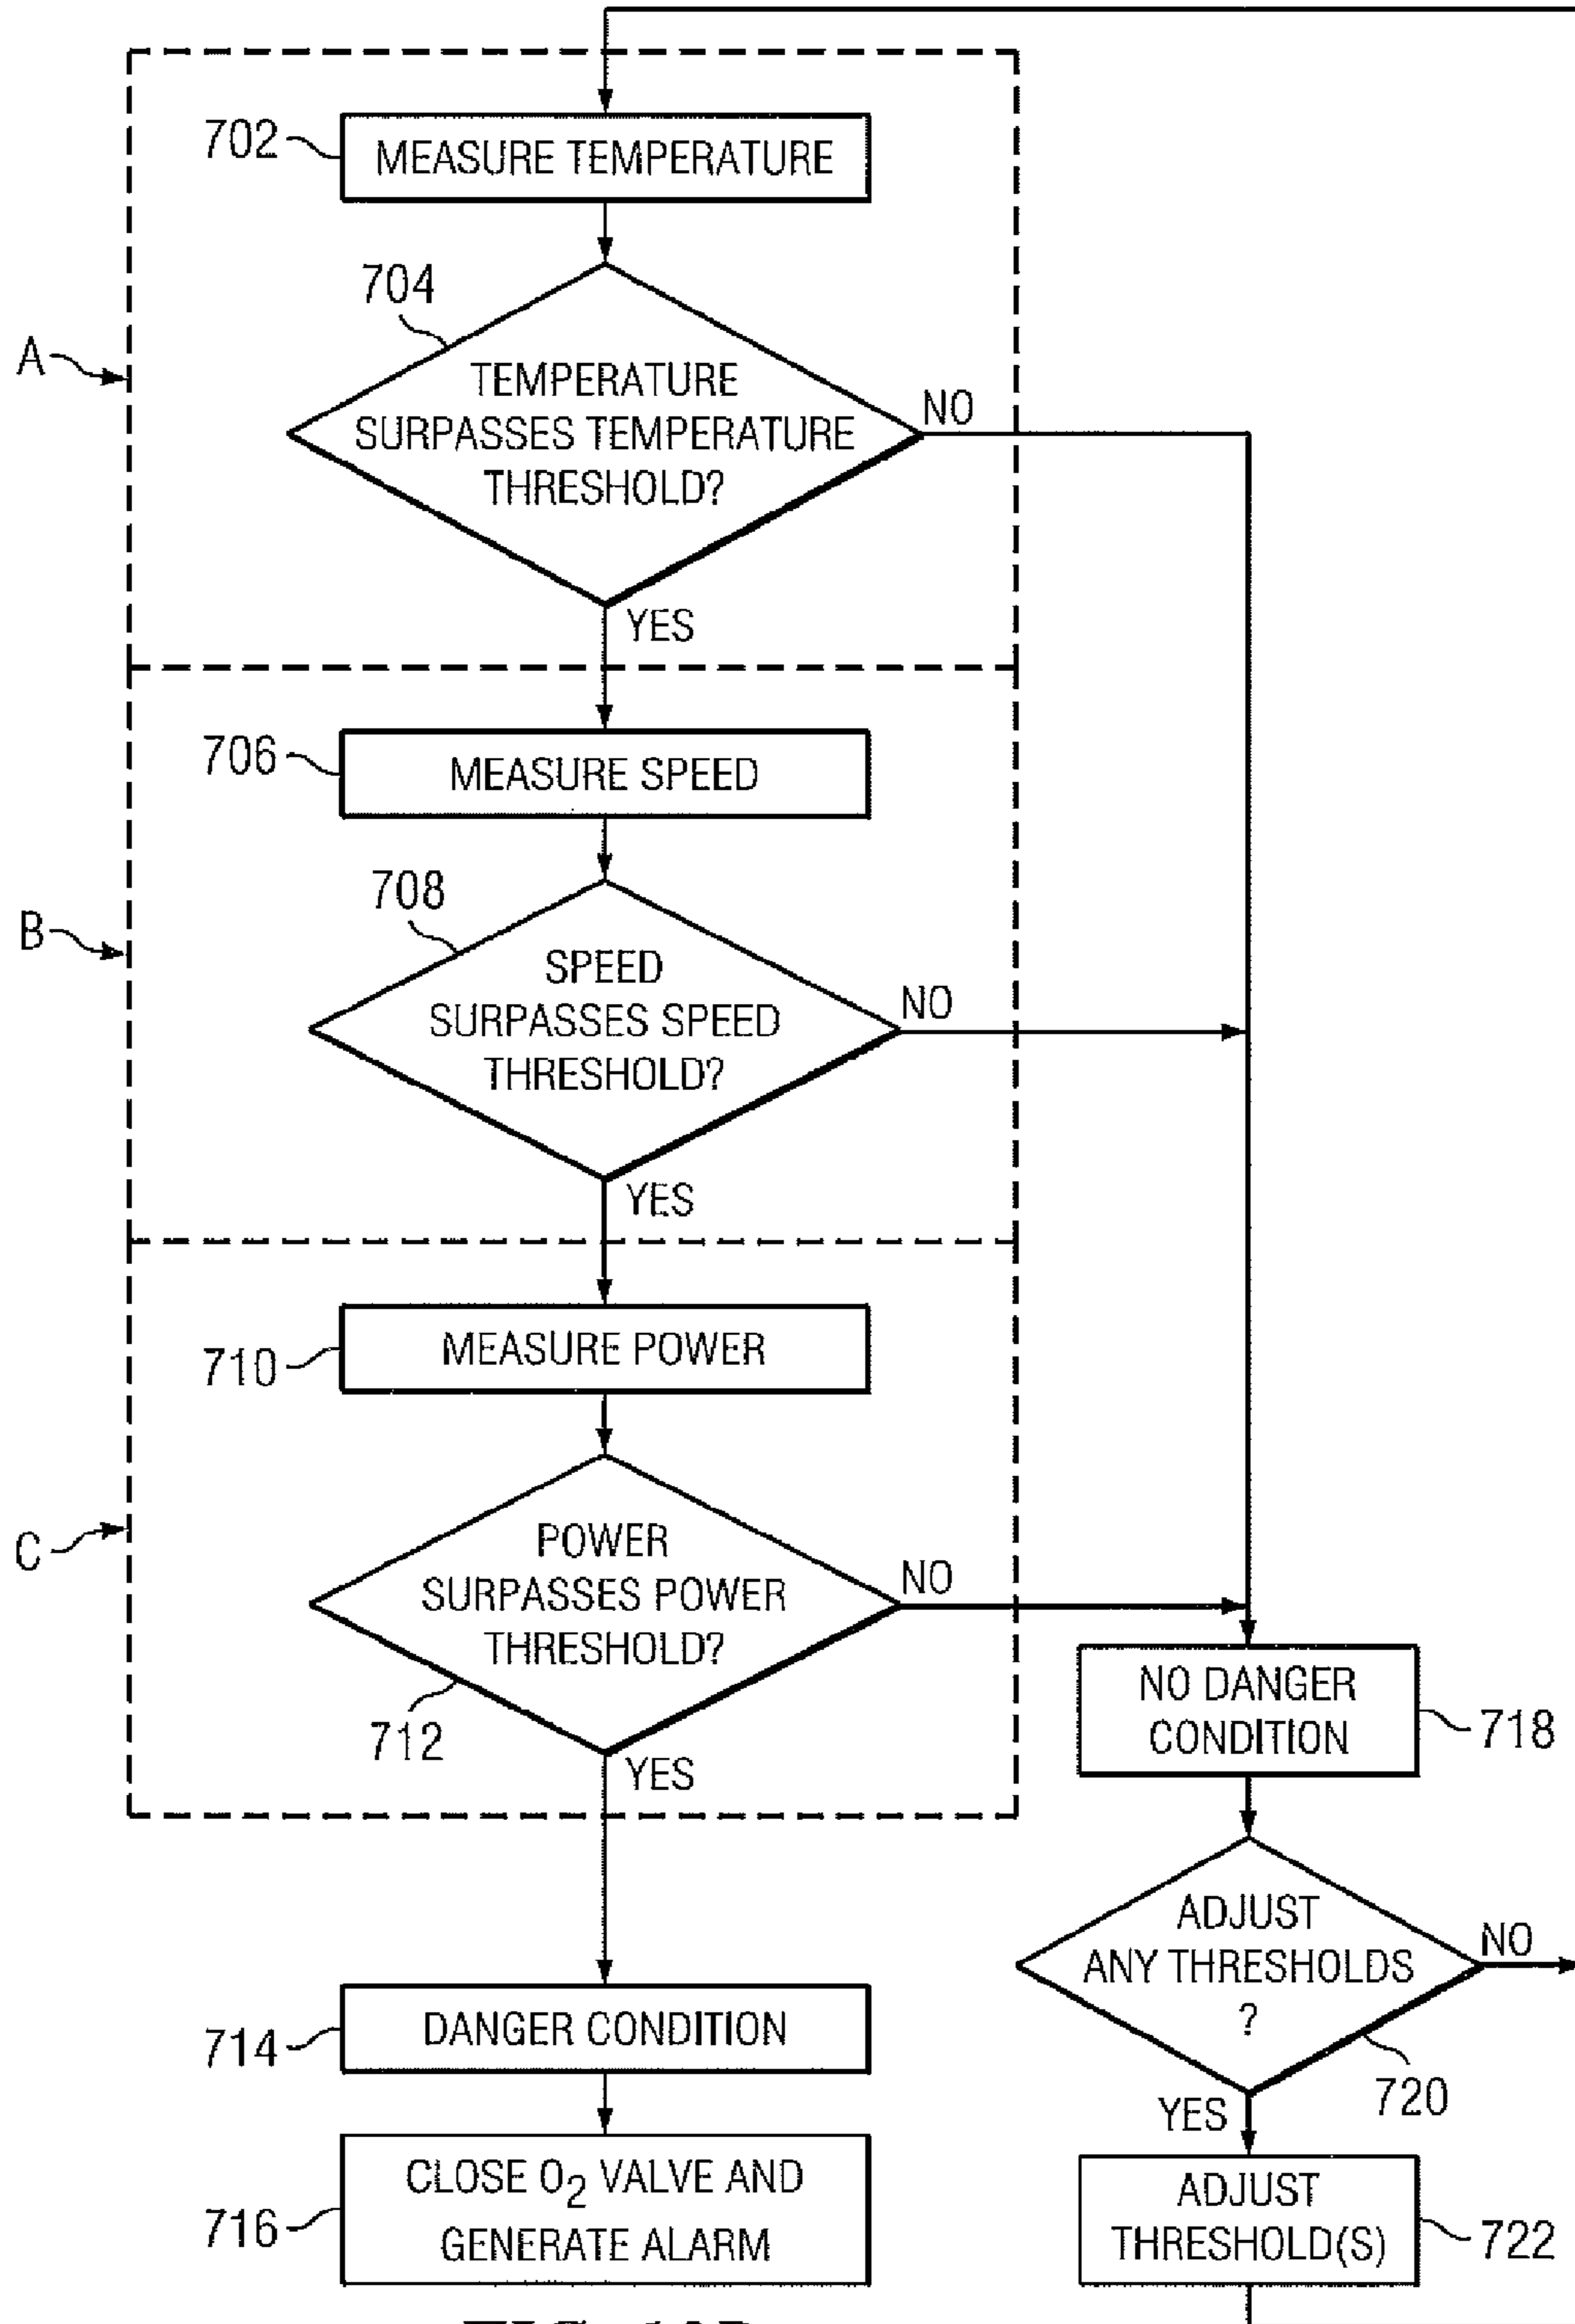 702
MEASURE TEMPERATURE
704
A
TEMPERATURE
SURPASSES TEMPERATURE
THRESHOLD?
NO
YES
706
MEASURE SPEED
708
B
SPEED
SURPASSES SPEED
THRESHOLD?
NO
YES
710
MEASURE POWER
C
POWER
SURPASSES POWER
THRESHOLD?
NO
712
YES
NO DANGER
CONDITION
718
ADJUST
ANY THRESHOLDS
?
NO
720
YES
714
DANGER CONDITION
716
CLOSE O₂ VALVE AND
GENERATE ALARM
ADJUST
THRESHOLD(S)
722